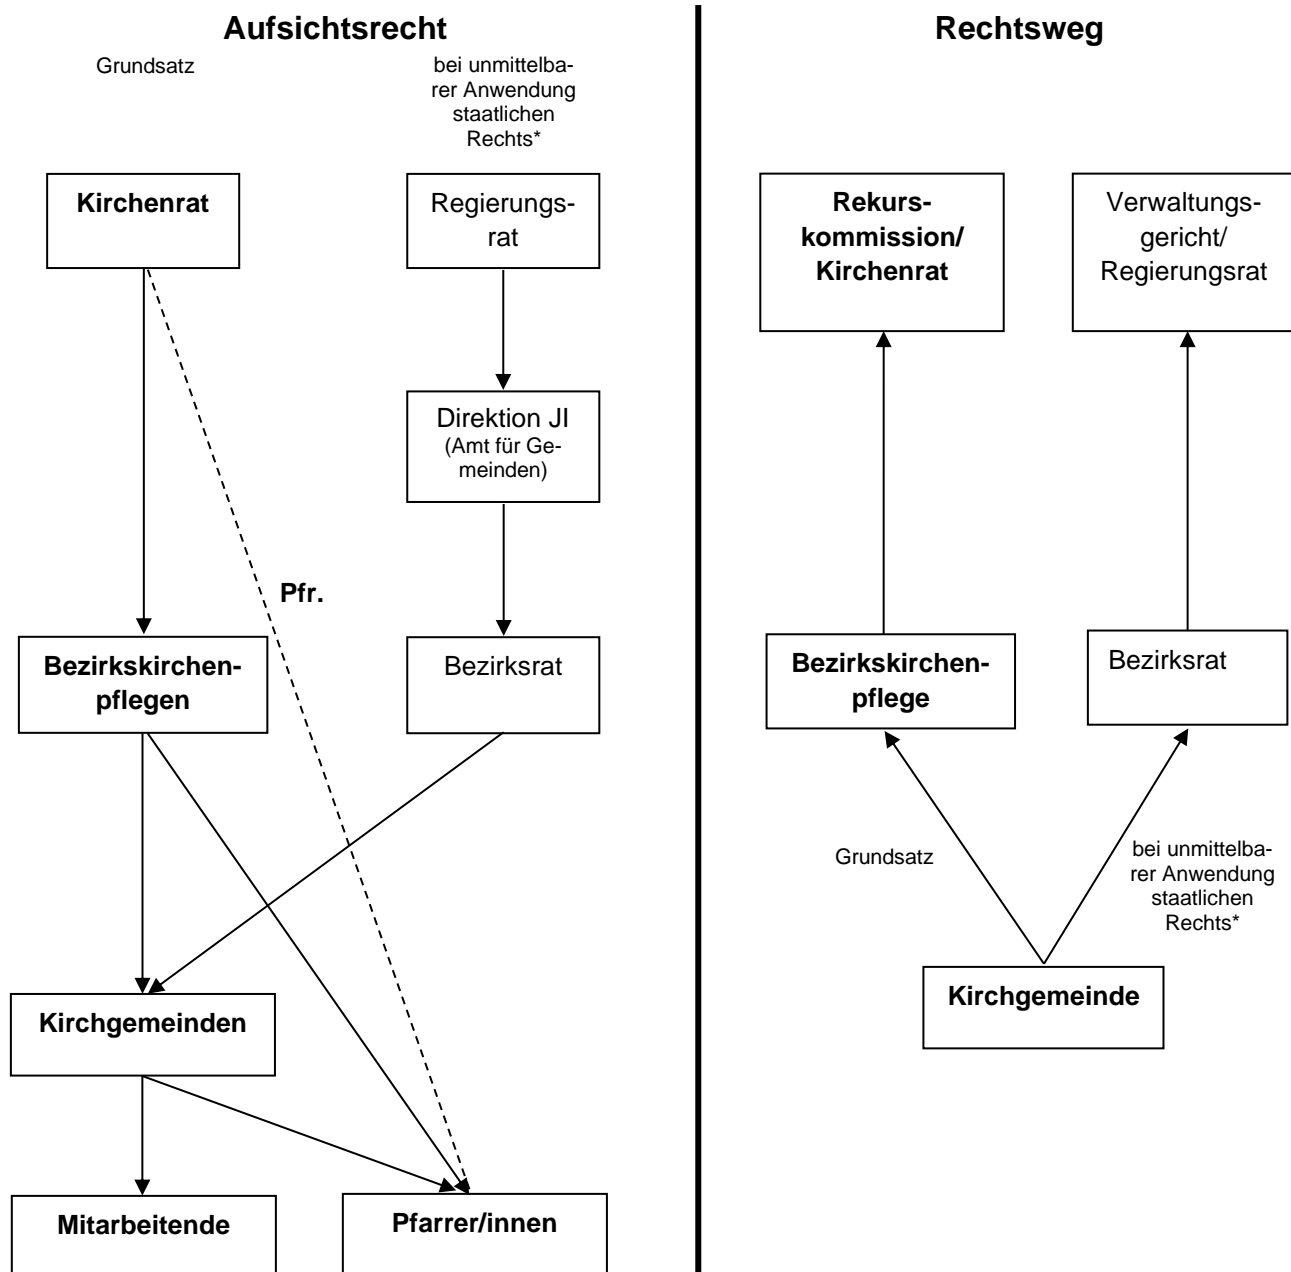 Aufsichtsrecht
Grundsatz
bei unmittelba-
rer Anwendung
staatlichen
Rechts*
Kirchenrat
Regierungs-
rat
Direktion JI
(Amt für Ge-
meinden)
Pfr.
Bezirkskirchen-
pflegen
Bezirksrat
Kirchgemeinden
Mitarbeitende
Pfarrer/innen
Rechtsweg
Rekurs-
kommission/
Kirchenrat
Verwaltungs-
gericht/
Regierungsrat
Bezirkskirchen-
pflege
Bezirksrat
Grundsatz
bei unmittelba-
rer Anwendung
staatlichen
Rechts*
Kirchgemeinde